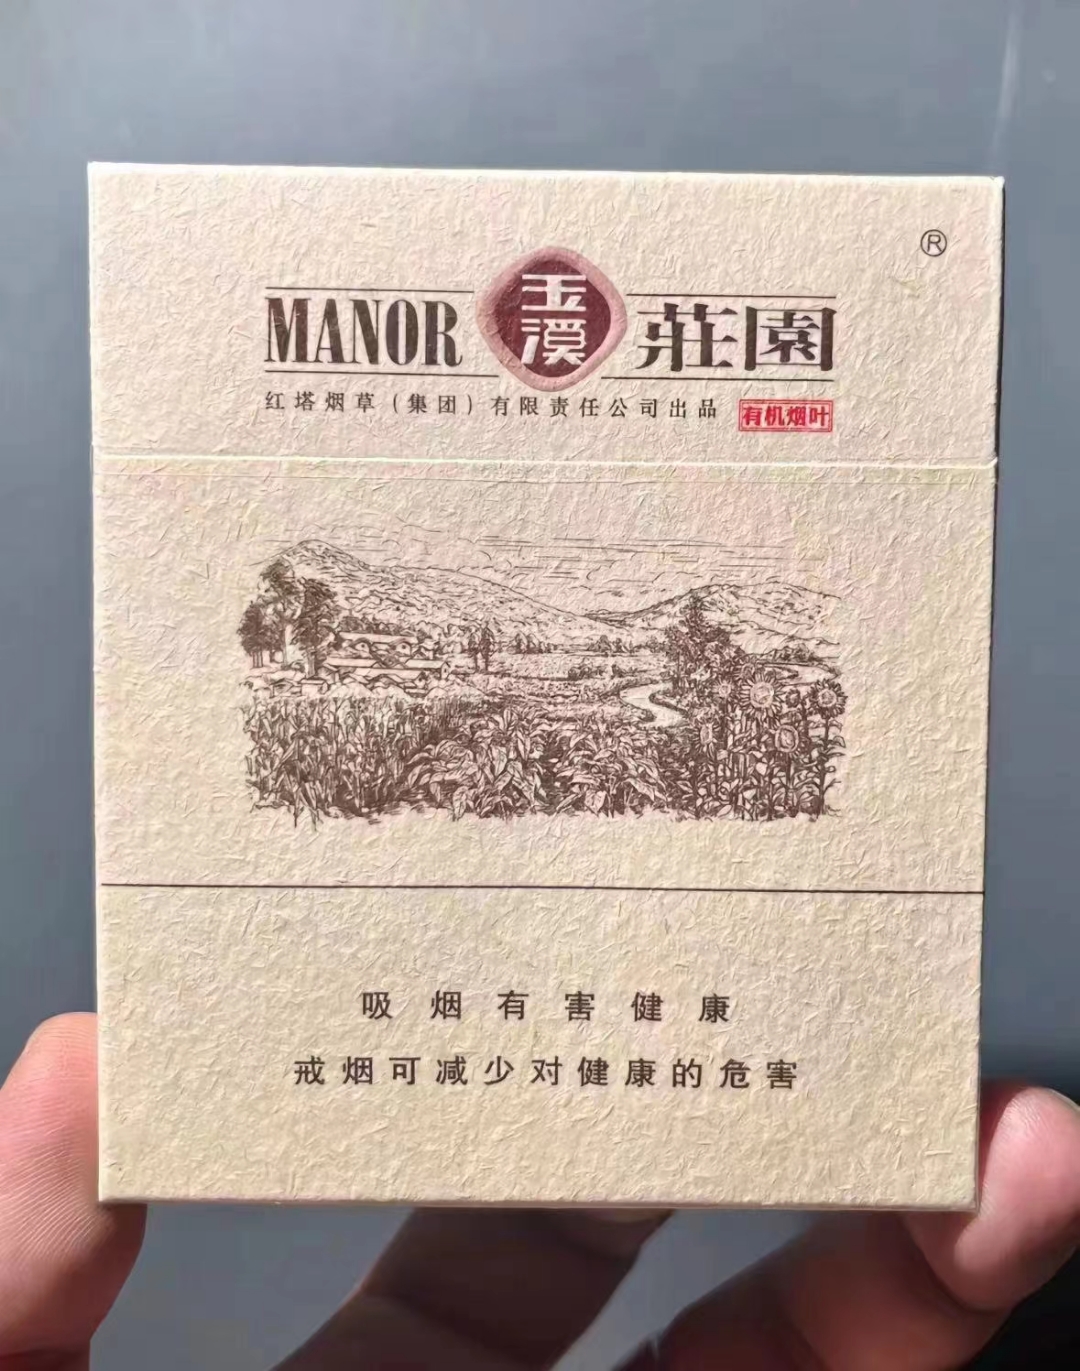 ®
MANOR 玉溪 莊園
红塔烟草（集团）有限责任公司出品 有机烟叶
吸烟有害健康
戒烟可减少对健康的危害